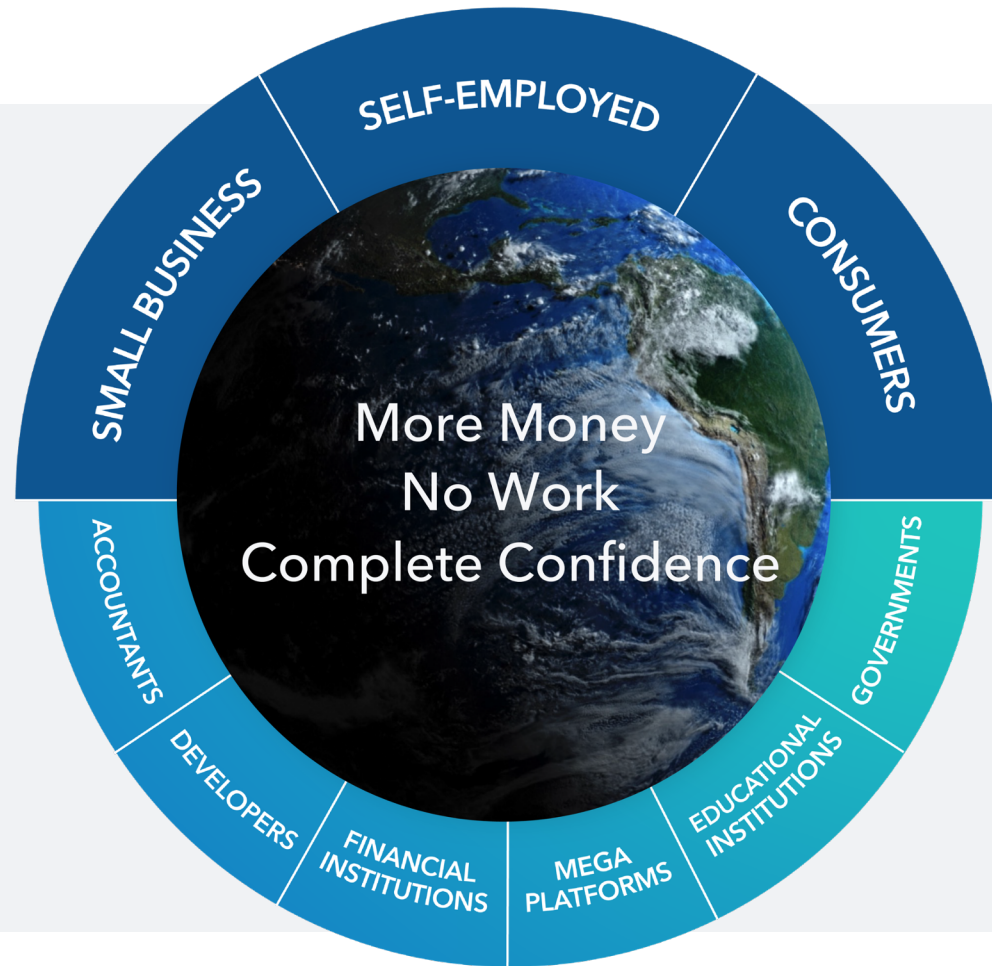 SELF-EMPLOYED
SMALL BUSINESS
CONSUMERS
More Money
No Work
Complete Confidence
ACCOUNTANTS
DEVELOPERS
FINANCIAL
INSTITUTIONS
MEGA
PLATFORMS
EDUCATIONAL
INSTITUTIONS
GOVERNMENTS